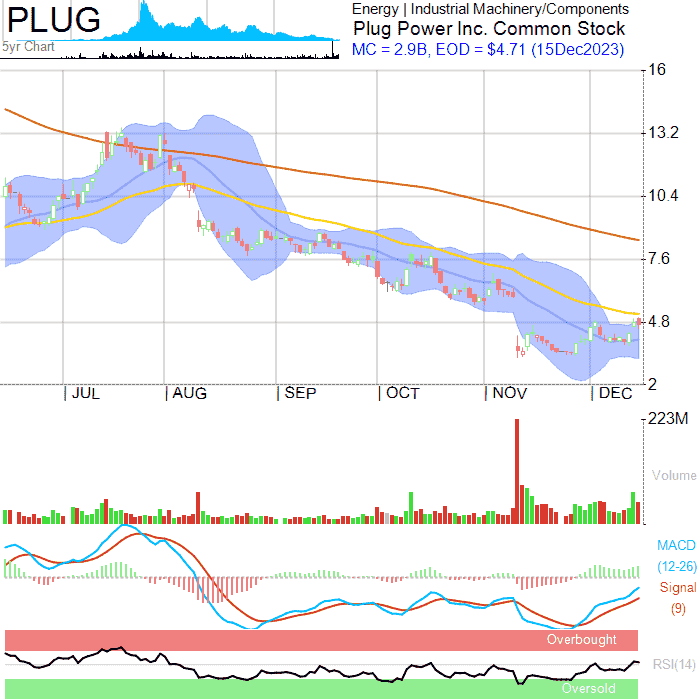 PLUG
5yr Chart
Energy | Industrial Machinery/Components
Plug Power Inc. Common Stock
MC = 2.9B, EOD = $4.71 (15Dec2023)
16
13.2
10.4
7.6
4.8
2
JUL
AUG
SEP
OCT
NOV
DEC
223M
Volume
MACD
(12-26)
Signal
(9)
Overbought
RSI(14)
Oversold